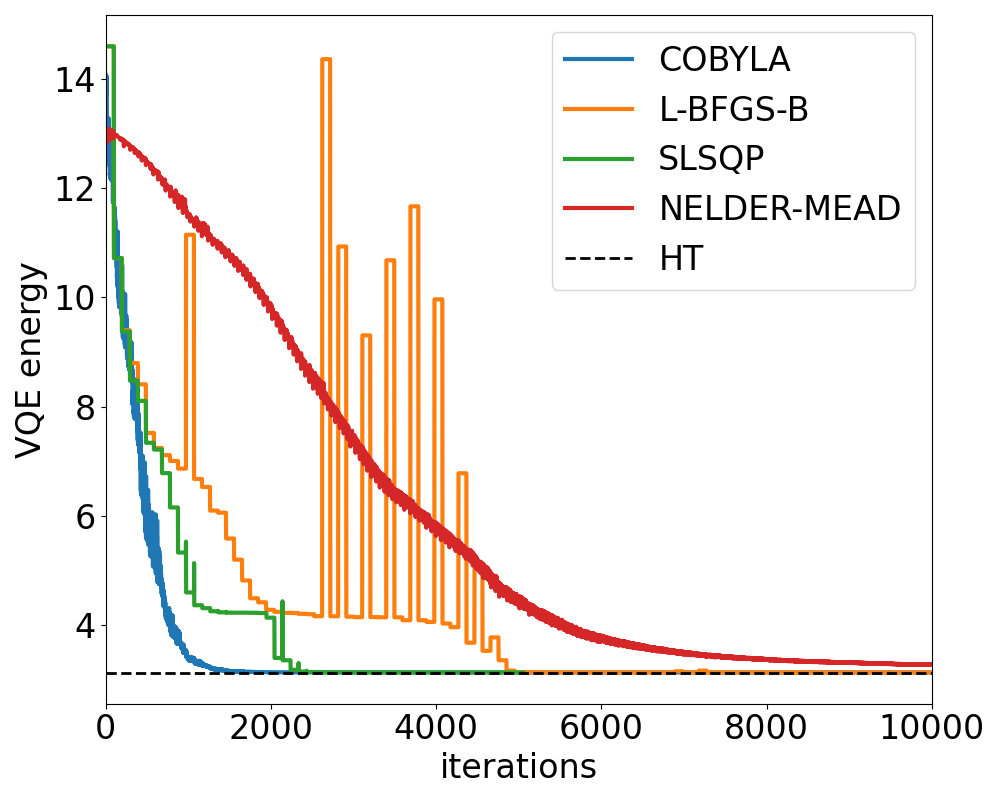 COBYLA
L-BFGS-B
SLSQP
NELDER-MEAD
HT
VQE energy
14
12
10
8
6
4
0 2000 4000 6000 8000 10000
iterations